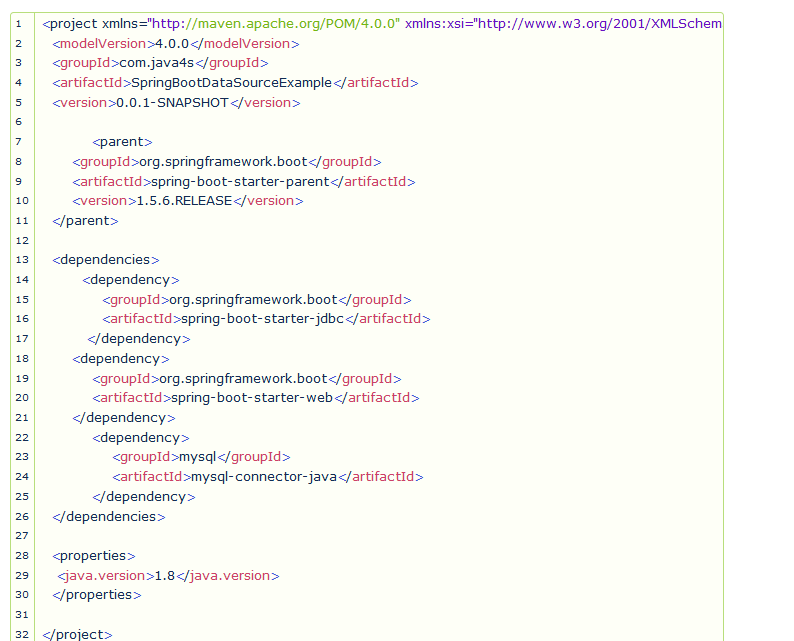 1 <project xmlns="http://maven.apache.org/POM/4.0.0" xmlns:xsi="http://www.w3.org/2001/XMLSchem
2 <modelVersion>4.0.0</modelVersion>
3 <groupId>com.java4s</groupId>
4 <artifactId>SpringBootDataSourceExample</artifactId>
5 <version>0.0.1-SNAPSHOT</version>
6
7 <parent>
8 <groupId>org.springframework.boot</groupId>
9 <artifactId>spring-boot-starter-parent</artifactId>
10 <version>1.5.6.RELEASE</version>
11 </parent>
12
13 <dependencies>
14 <dependency>
15 <groupId>org.springframework.boot</groupId>
16 <artifactId>spring-boot-starter-jdbc</artifactId>
17 </dependency>
18 <dependency>
19 <groupId>org.springframework.boot</groupId>
20 <artifactId>spring-boot-starter-web</artifactId>
21 </dependency>
22 <dependency>
23 <groupId>mysql</groupId>
24 <artifactId>mysql-connector-java</artifactId>
25 </dependency>
26 </dependencies>
27
28 <properties>
29 <java.version>1.8</java.version>
30 </properties>
31
32 </project>